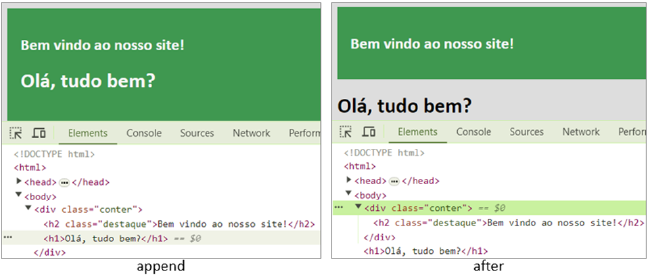 Bem vindo ao nosso site!
Olá, tudo bem?
Elements Console Sources Network Perform
<!DOCTYPE html>
<html>
<head> ••• </head>
<body>
<div class="conter">
<h2 class="destaque">Bem vindo ao nosso site!</h2>
••• <h1>Olá, tudo bem?</h1> == $0
</div>
append
Bem vindo ao nosso site!
Olá, tudo bem?
Elements Console Sources Network Perfor
<!DOCTYPE html>
<html>
<head> ••• </head>
<body>
••• <div class="conter"> == $0
<h2 class="destaque">Bem vindo ao nosso site!</h2>
</div>
<h1>Olá, tudo bem?</h1>
after